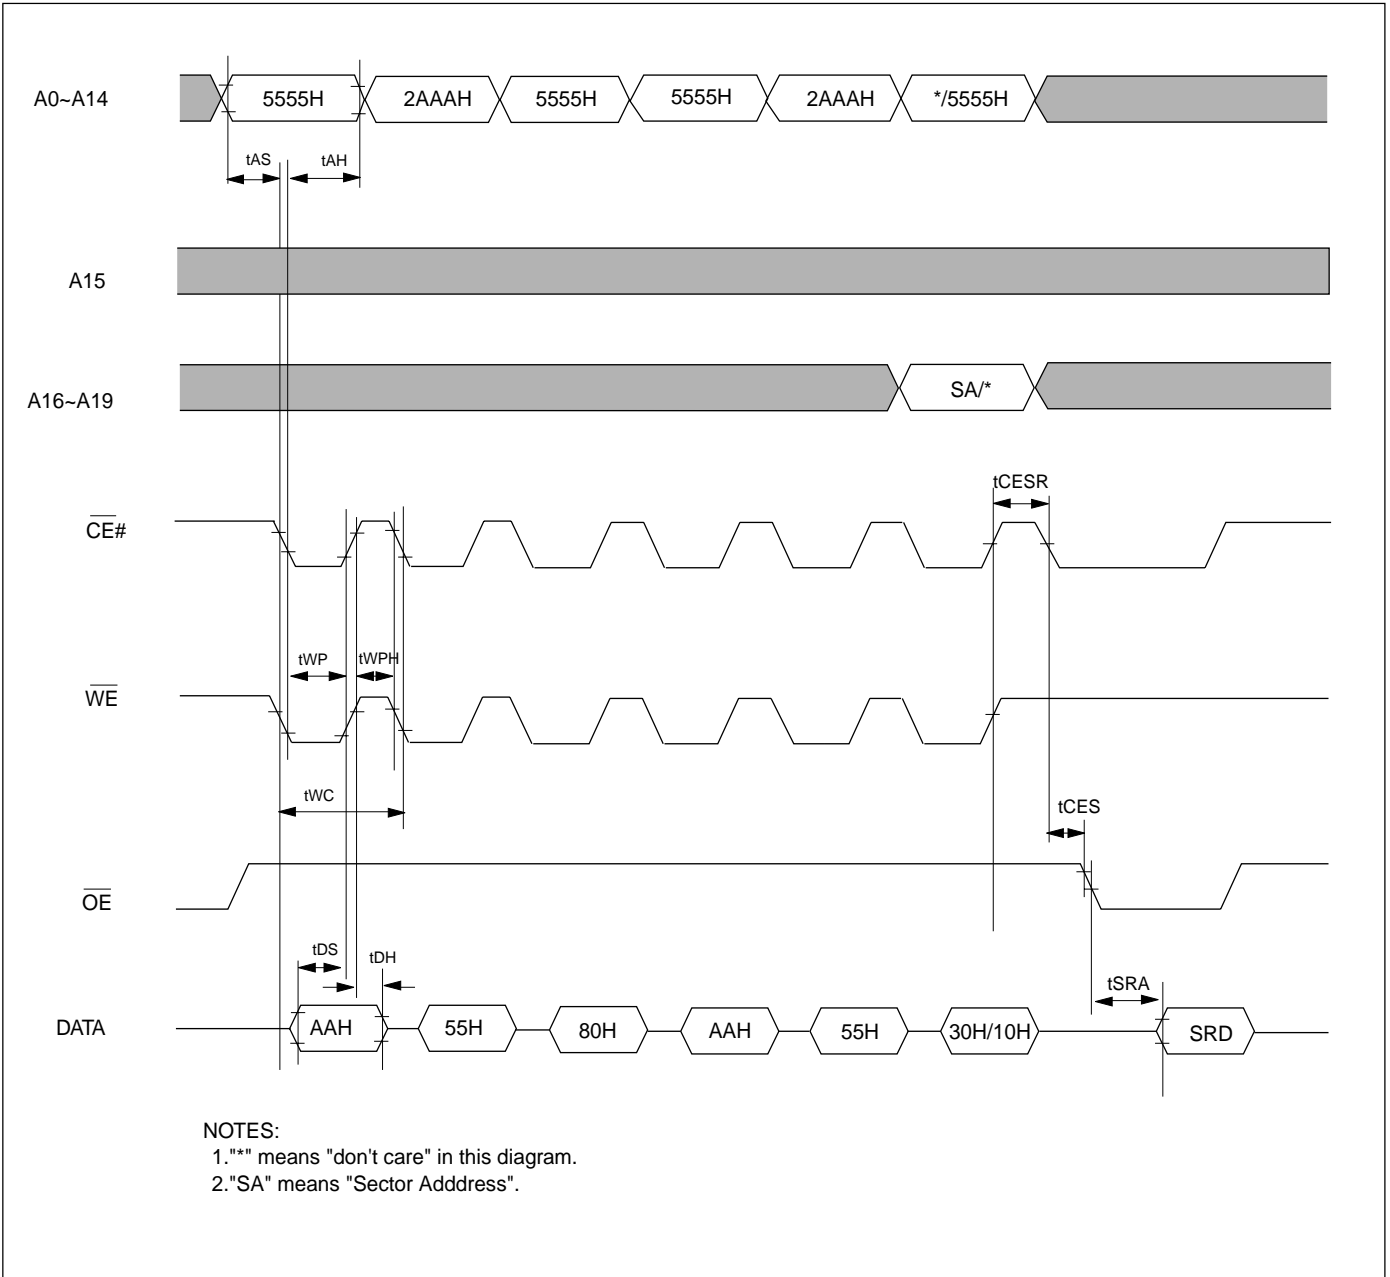 A0~A14 5555H 2AAAH 5555H 5555H 2AAAH */5555H
tAS tAH
A15
A16~A19 SA/*
tCESR
CE#
tWP tWPH
WE
tWC
tCES
OE
tDS
tDH
tSRA
DATA AAH 55H 80H AAH 55H 30H/10H SRD
NOTES:
1."*" means "don't care" in this diagram.
2."SA" means "Sector Adddress".